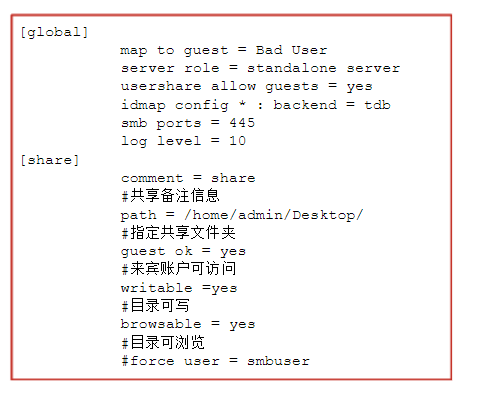 [global]
map to guest = Bad User
server role = standalone server
usershare allow guests = yes
idmap config * : backend = tdb
smb ports = 445
log level = 10
[share]
comment = share
#共享备注信息
path = /home/admin/Desktop/
#指定共享文件夹
guest ok = yes
#来宾账户可访问
writable =yes
#目录可写
browsable = yes
#目录可浏览
#force user = smbuser